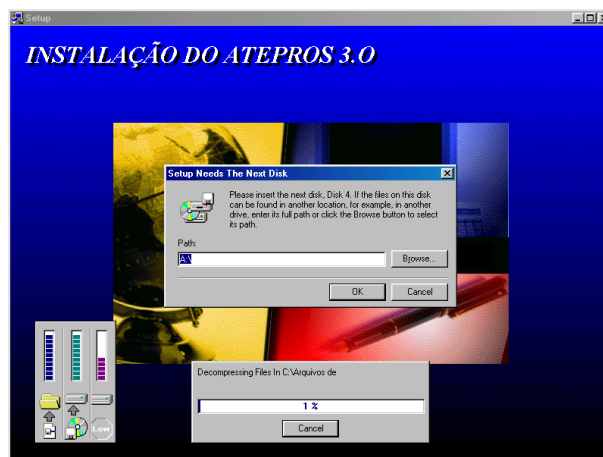 Setup
INSTALAÇÃO DO ATEPROS 3.O
Setup Needs The Next Disk
Please insert the next disk, Disk 4. If the files on this disk
can be found in another location, for example, in another
drive, enter its full path or click the Browse button to select
its path.
Path:
A:\
Browse...
OK
Cancel
Decompressing Files In C:\Arquivos de
1 %
Cancel
Low